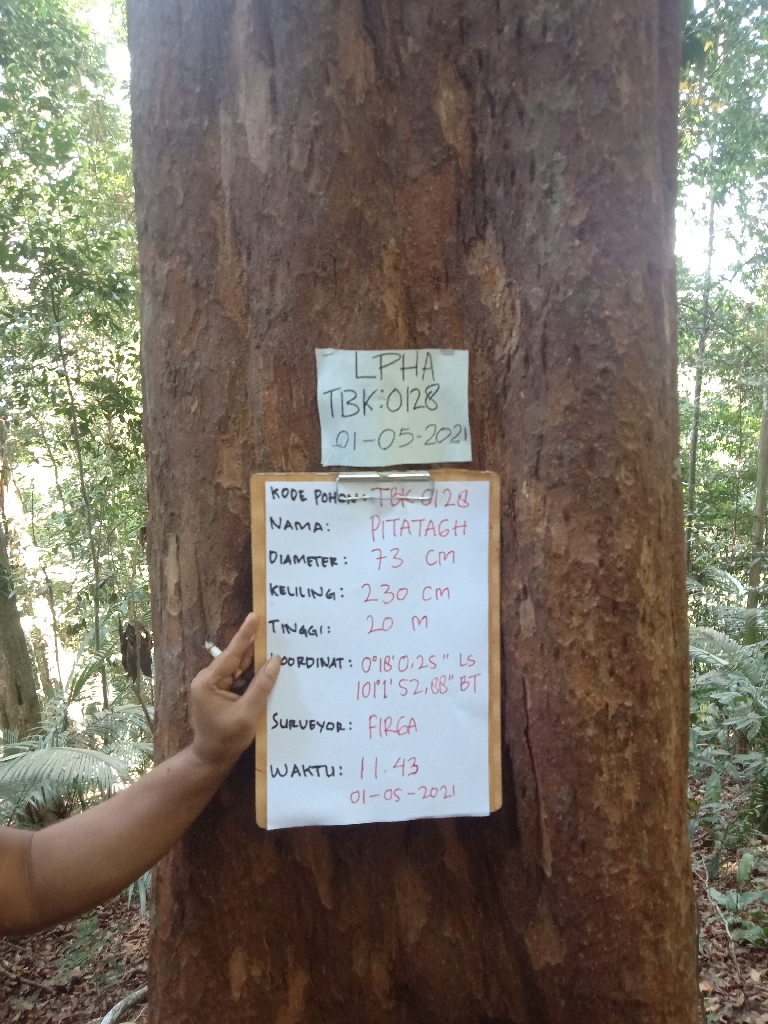 LPHA
TBK:0128
01-05-2021
KODE POHON: TBK 0128
NAMA: PITATAGH
DIAMETER: 73 CM
KELILING: 230 CM
TINGGI: 20 M
KOORDINAT: 0°18'0,25" LS
101°1'52,88" BT
SURVEYOR: FIRGA
WAKTU: 11.43
01-05-2021